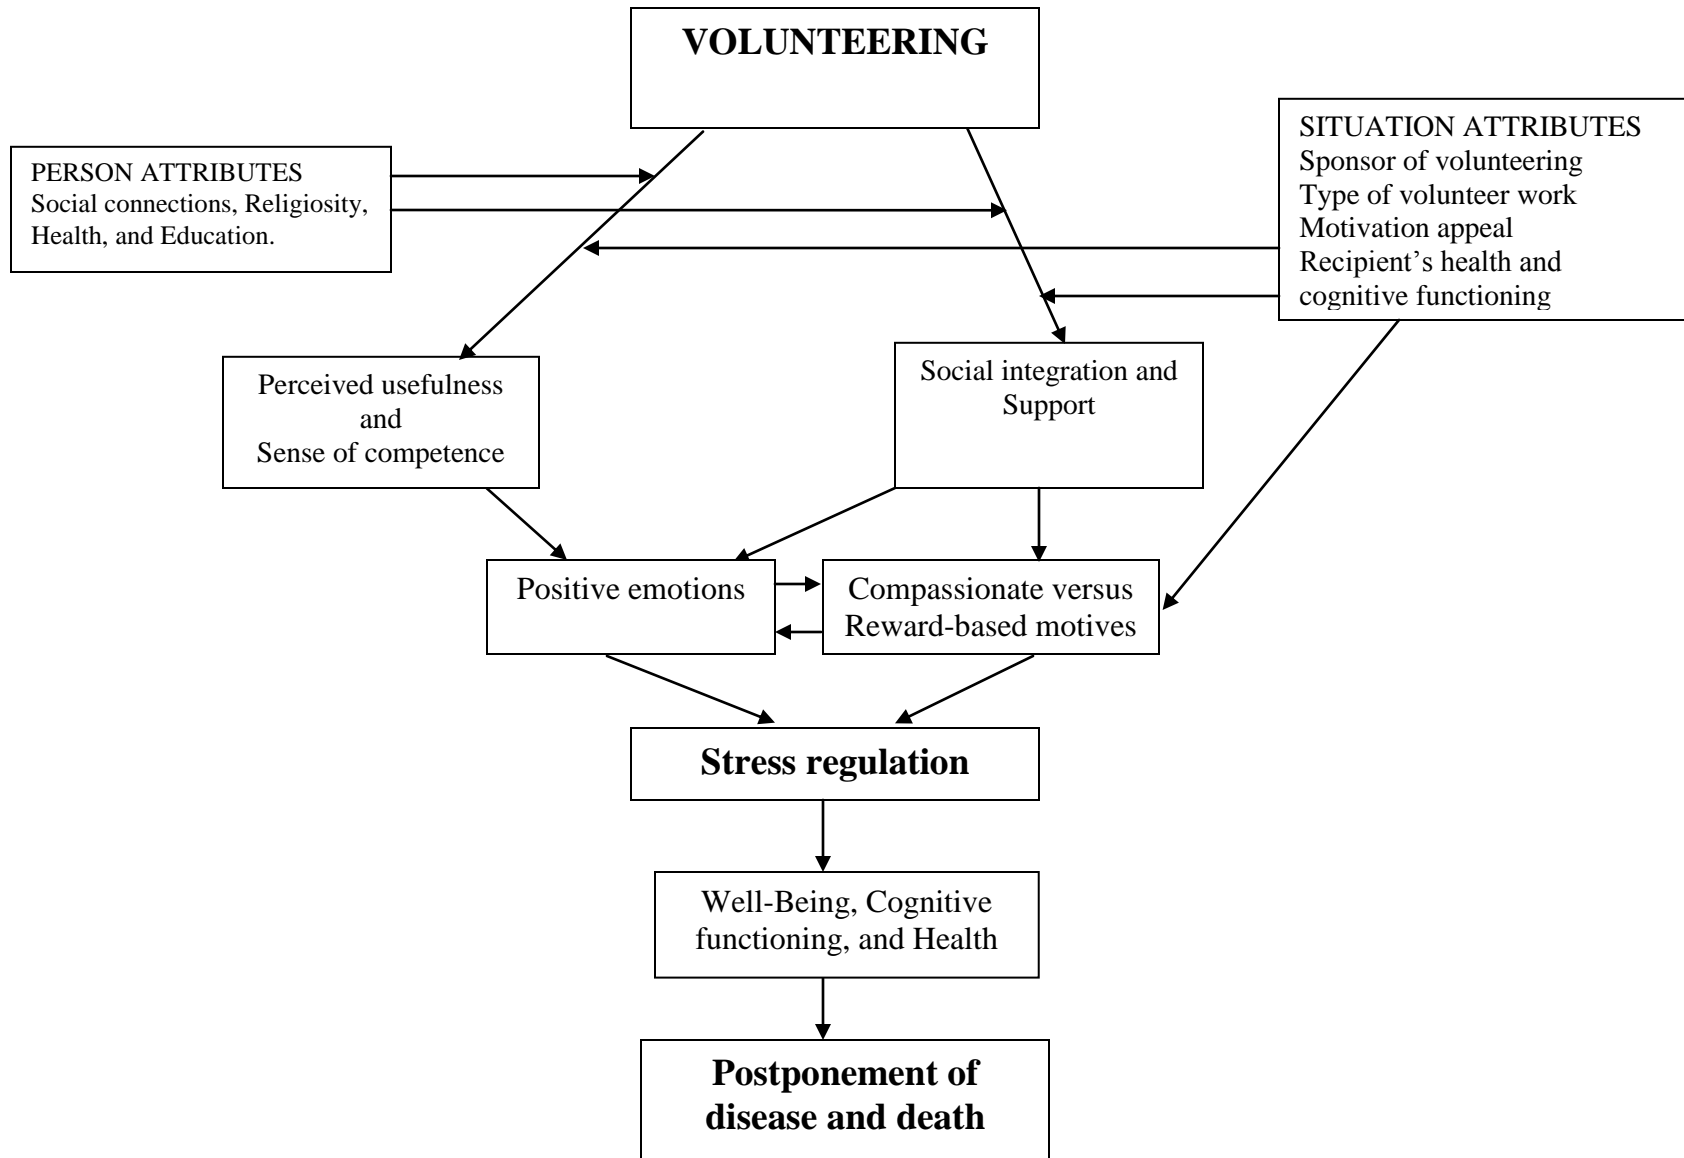 VOLUNTEERING
PERSON ATTRIBUTES
Social connections, Religiosity,
Health, and Education.
SITUATION ATTRIBUTES
Sponsor of volunteering
Type of volunteer work
Motivation appeal
Recipient’s health and
cognitive functioning
Perceived usefulness
and
Sense of competence
Social integration and
Support
Positive emotions
Compassionate versus
Reward-based motives
Stress regulation
Well-Being, Cognitive
functioning, and Health
Postponement of
disease and death